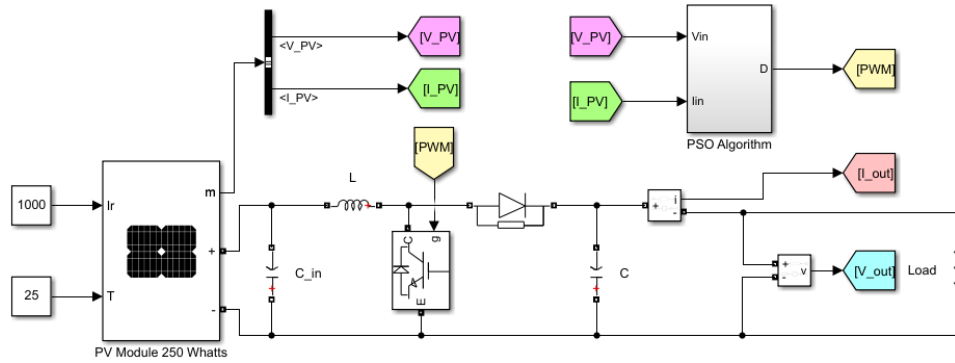 <V_PV>
[V_PV]
<I_PV>
[I_PV]
[V_PV]
[I_PV]
Vin
Iin
D
PSO Algorithm
[PWM]
[PWM]
1000
25
Ir
T
m
+
-
PV Module 250 Whatts
C_in
L
g
C
E
C
+
i
-
[I_out]
+
-
v
[V_out]
Load